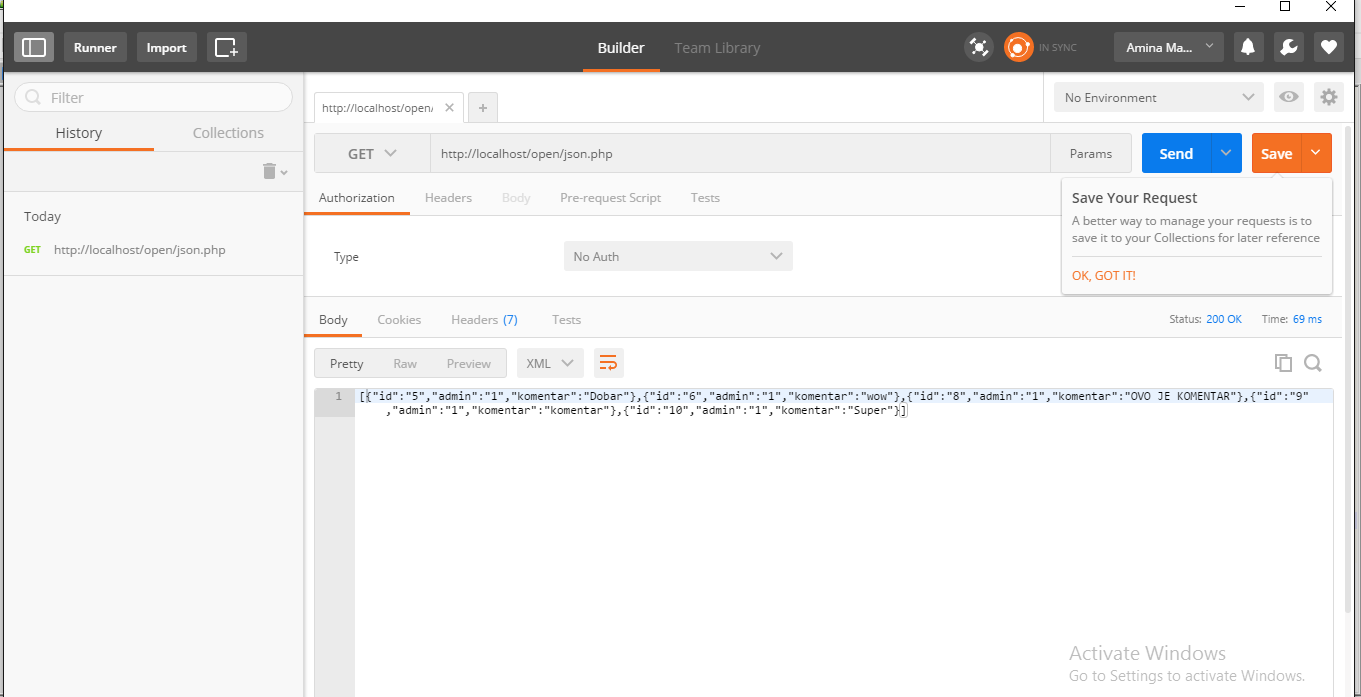 Runner Import Builder Team Library IN SYNC Amina Ma...
Filter
History Collections
Today
GET http://localhost/open/json.php
http://localhost/open/ No Environment
GET http://localhost/open/json.php Params Send Save
Authorization Headers Body Pre-request Script Tests
Save Your Request
A better way to manage your requests is to
save it to your Collections for later reference
OK, GOT IT!
Type No Auth
Body Cookies Headers (7) Tests Status: 200 OK Time: 69 ms
Pretty Raw Preview XML
1 [{"id":"5","admin":"1","komentar":"Dobar"},{"id":"6","admin":"1","komentar":"wow"},{"id":"8","admin":"1","komentar":"OVO JE KOMENTAR"},{"id":"9"
,"admin":"1","komentar":"komentar"},{"id":"10","admin":"1","komentar":"Super"}]
Activate Windows
Go to Settings to activate Windows.